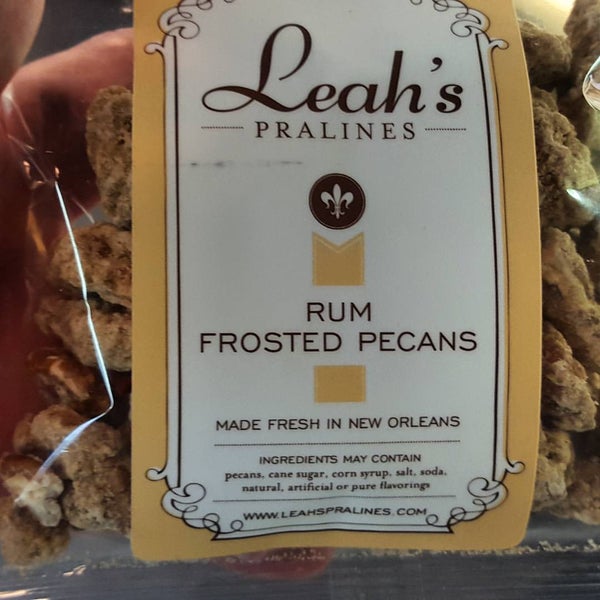 Leah's
PRALINES
RUM
FROSTED PECANS
MADE FRESH IN NEW ORLEANS
INGREDIENTS MAY CONTAIN
pecans, cane sugar, corn syrup, salt, soda,
natural, artificial or pure flavorings
WWW.LEAHSPRALINES.COM